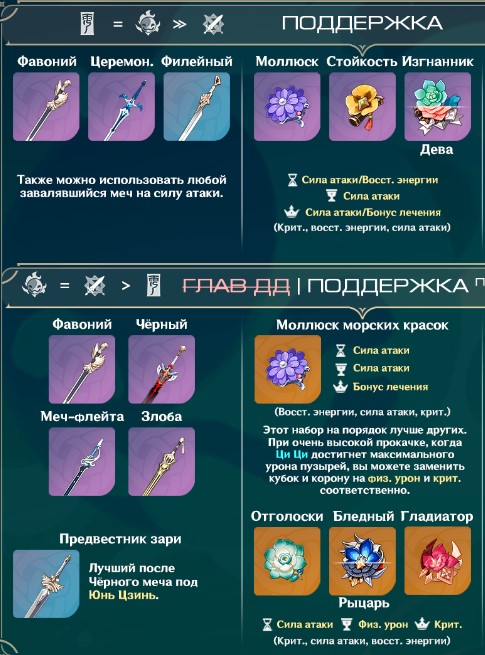 = ≫ ПОДДЕРЖКА
Фавоний Церемон. Филейный
Моллюск Стойкость Изгнанник
Дева
Также можно использовать любой
завалявшийся меч на силу атаки.
Сила атаки/Восст. энергии
Сила атаки
Сила атаки/Бонус лечения
(Крит., восст. энергии, сила атаки)
= > ГЛАВ ДД | ПОДДЕРЖКА П
Фавоний Чёрный
Меч-флейта Злоба
Предвестник зари
Лучший после
Чёрного меча под
Юнь Цзинь.
Моллюск морских красок
Сила атаки
Сила атаки
Бонус лечения
(Восст. энергии, сила атаки, крит.)
Этот набор на порядок лучше других.
При очень высокой прокачке, когда
Ци Ци достигнет максимального
урона пузырей, вы можете заменить
кубок и корону на физ. урон и крит.
соответственно.
Отголоски Бледный Гладиатор
Рыцарь
Сила атаки Физ. урон Крит.
(Крит., сила атаки, восст. энергии)